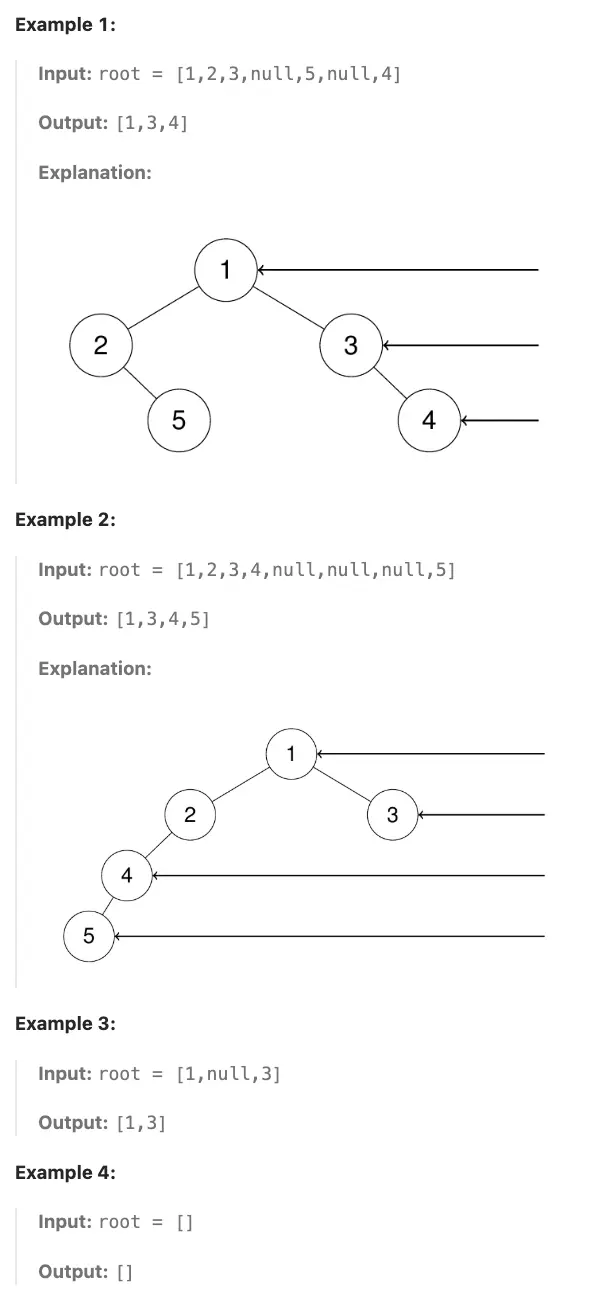 Example 1:
Input: root = [1,2,3,null,5,null,4]
Output: [1,3,4]
Explanation:
1
2 3
5 4
Example 2:
Input: root = [1,2,3,4,null,null,null,5]
Output: [1,3,4,5]
Explanation:
1
2 3
4
5
Example 3:
Input: root = [1,null,3]
Output: [1,3]
Example 4:
Input: root = []
Output: []